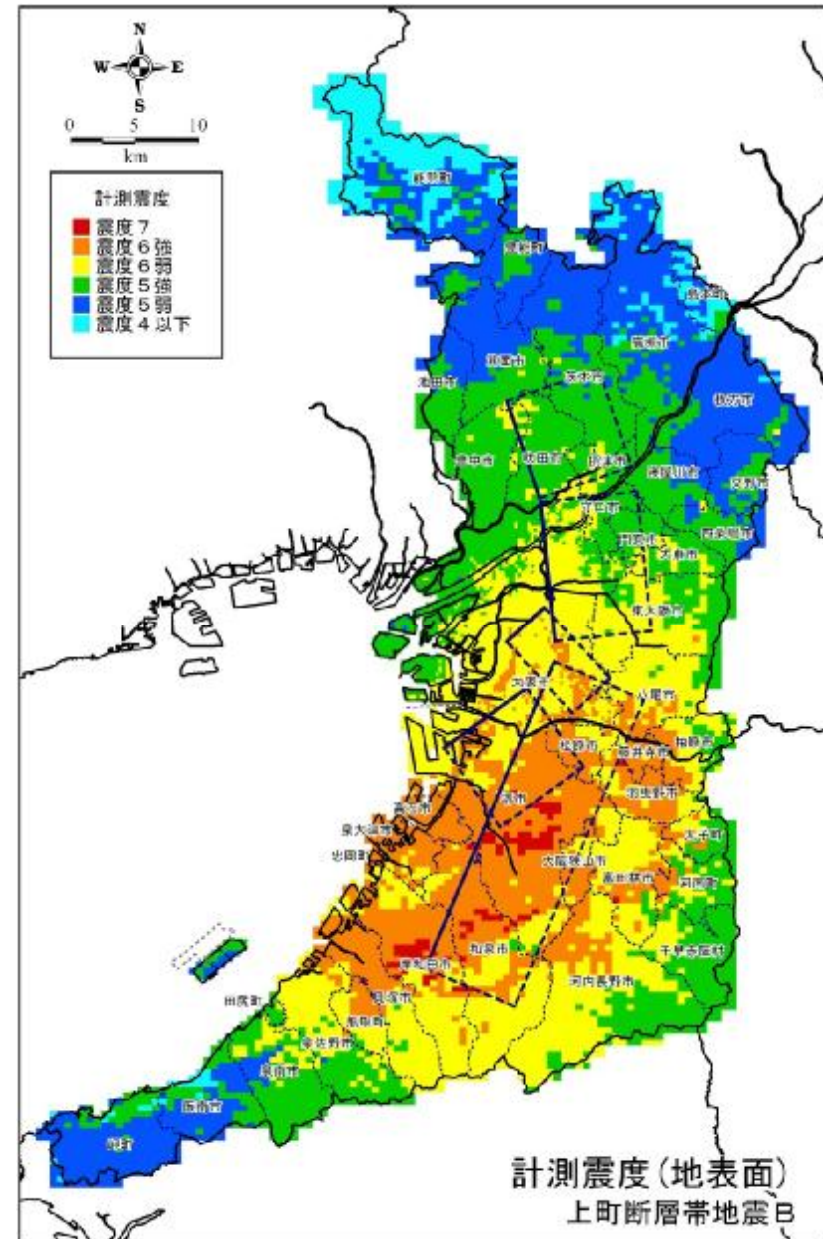 N
W E
S
0 5 10
km
計測震度
震度7
震度6強
震度6弱
震度5強
震度5弱
震度4以下
能勢町
豊能町
島本町
高槻市
箕面市
茨木市
池田市
枚方市
豊中市
吹田市
摂津市
寝屋川市
交野市
守口市
四条畷市
門真市
大東市
東大阪市
大阪市
八尾市
松原市
柏原市
藤井寺市
羽曳野市
堺市
高石市
泉大津市
忠岡町
太子町
大阪狭山市
富田林市
河南町
和泉市
千早赤阪村
岸和田市
河内長野市
貝塚市
田尻町
熊取町
泉佐野市
泉南市
阪南市
岬町
計測震度(地表面)
上町断層帯地震B